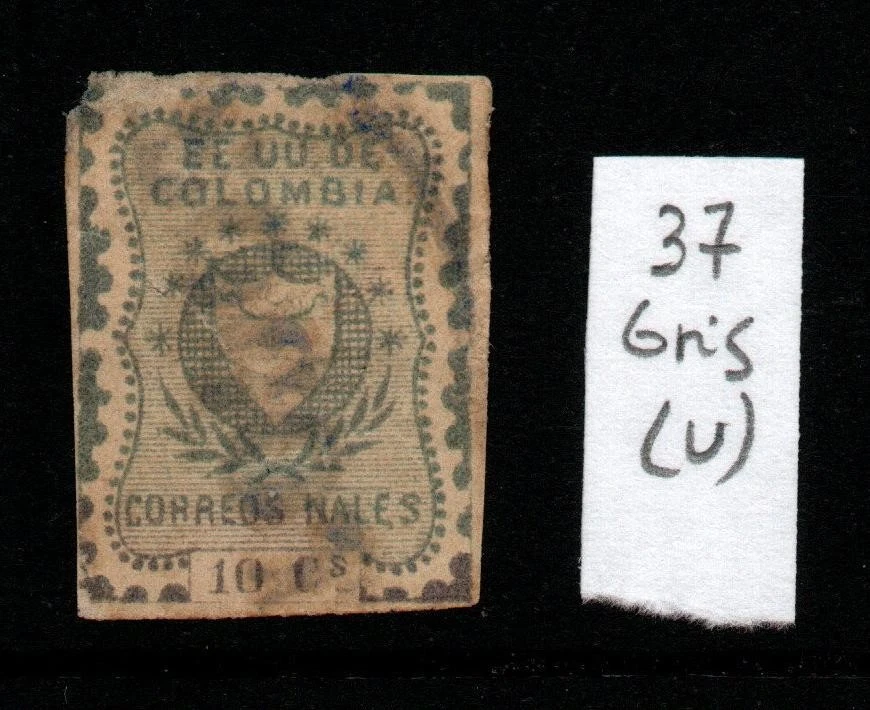 EE UU DE
COLOMBIA
CORREOS NALES
10 Cs
37
Gris
(U)